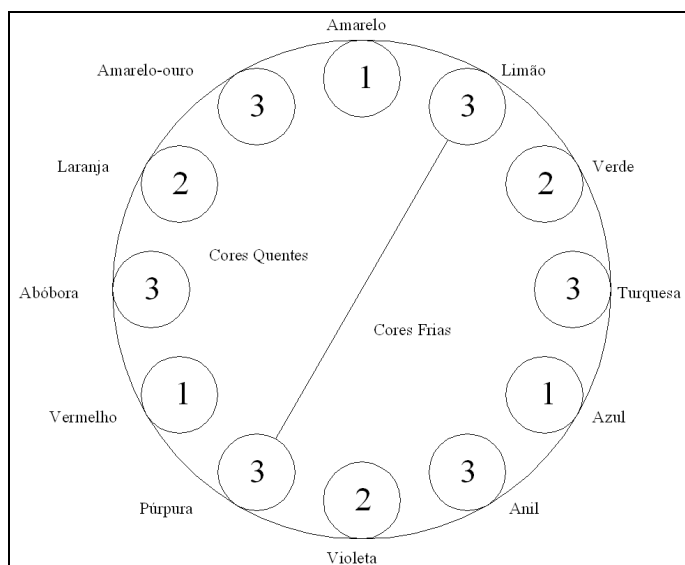 Amarelo
Amarelo-ouro
Limão
1
3
3
Laranja
Verde
2
2
Cores Quentes
Abóbora
3
3
Turquesa
Cores Frias
1
1
Vermelho
Azul
3
3
2
Púrpura
Anil
Violeta